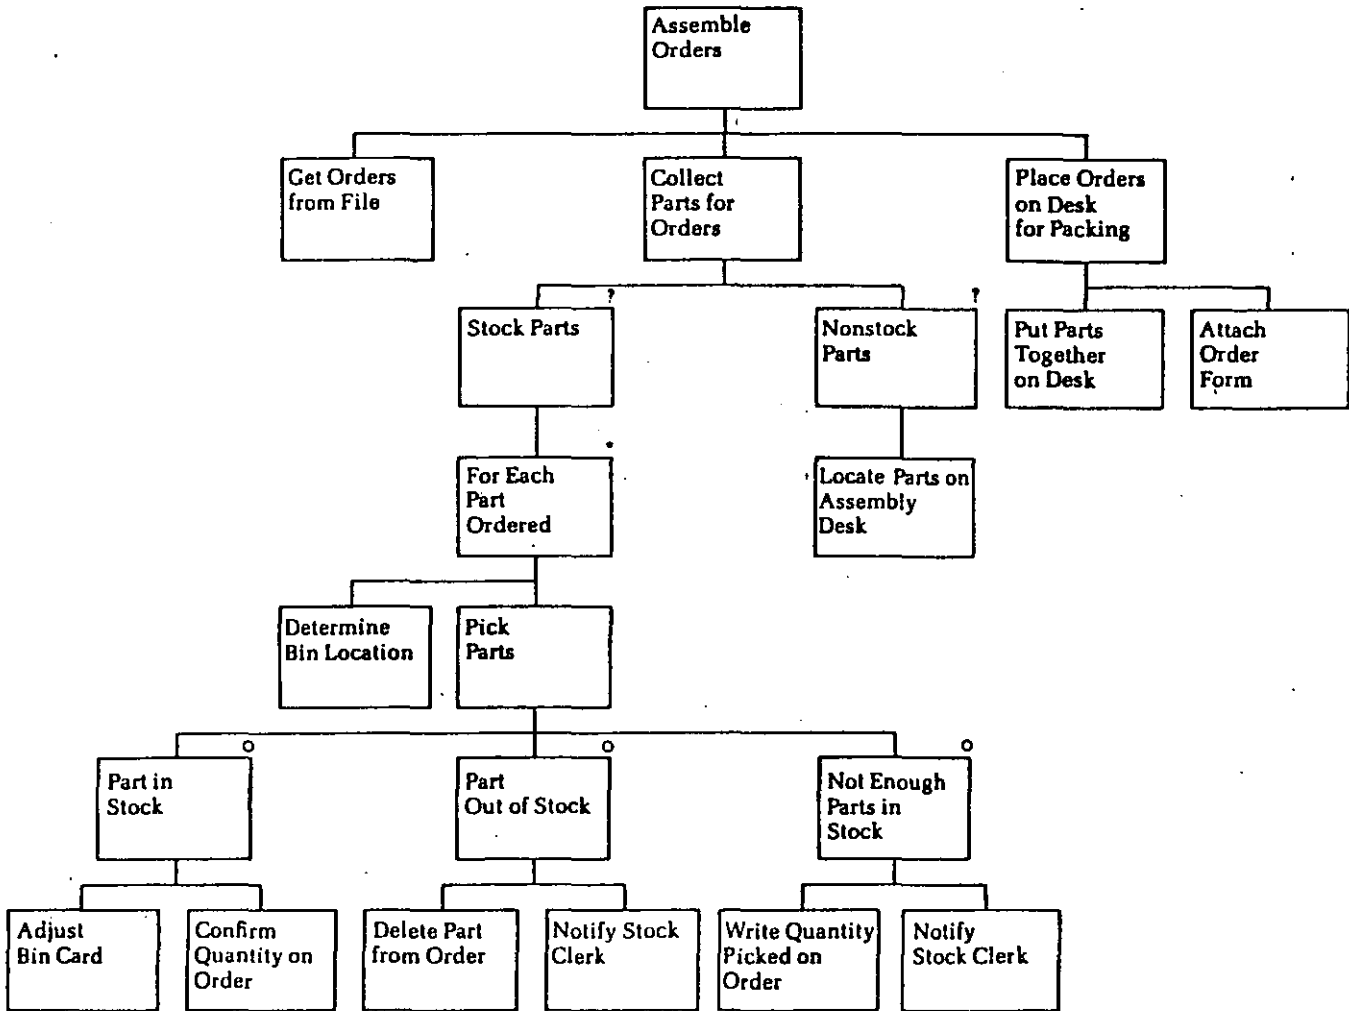 Assemble
Orders
Get Orders
from File
Collect
Parts for
Orders
Place Orders
on Desk
for Packing
?
Stock Parts
?
Nonstock
Parts
Put Parts
Together
on Desk
Attach
Order
Form
*
For Each
Part
Ordered
Locate Parts on
Assembly
Desk
Determine
Bin Location
Pick
Parts
O
Part in
Stock
O
Part
Out of Stock
O
Not Enough
Parts in
Stock
Adjust
Bin Card
Confirm
Quantity on
Order
Delete Part
from Order
Notify Stock
Clerk
Write Quantity
Picked on
Order
Notify
Stock Clerk